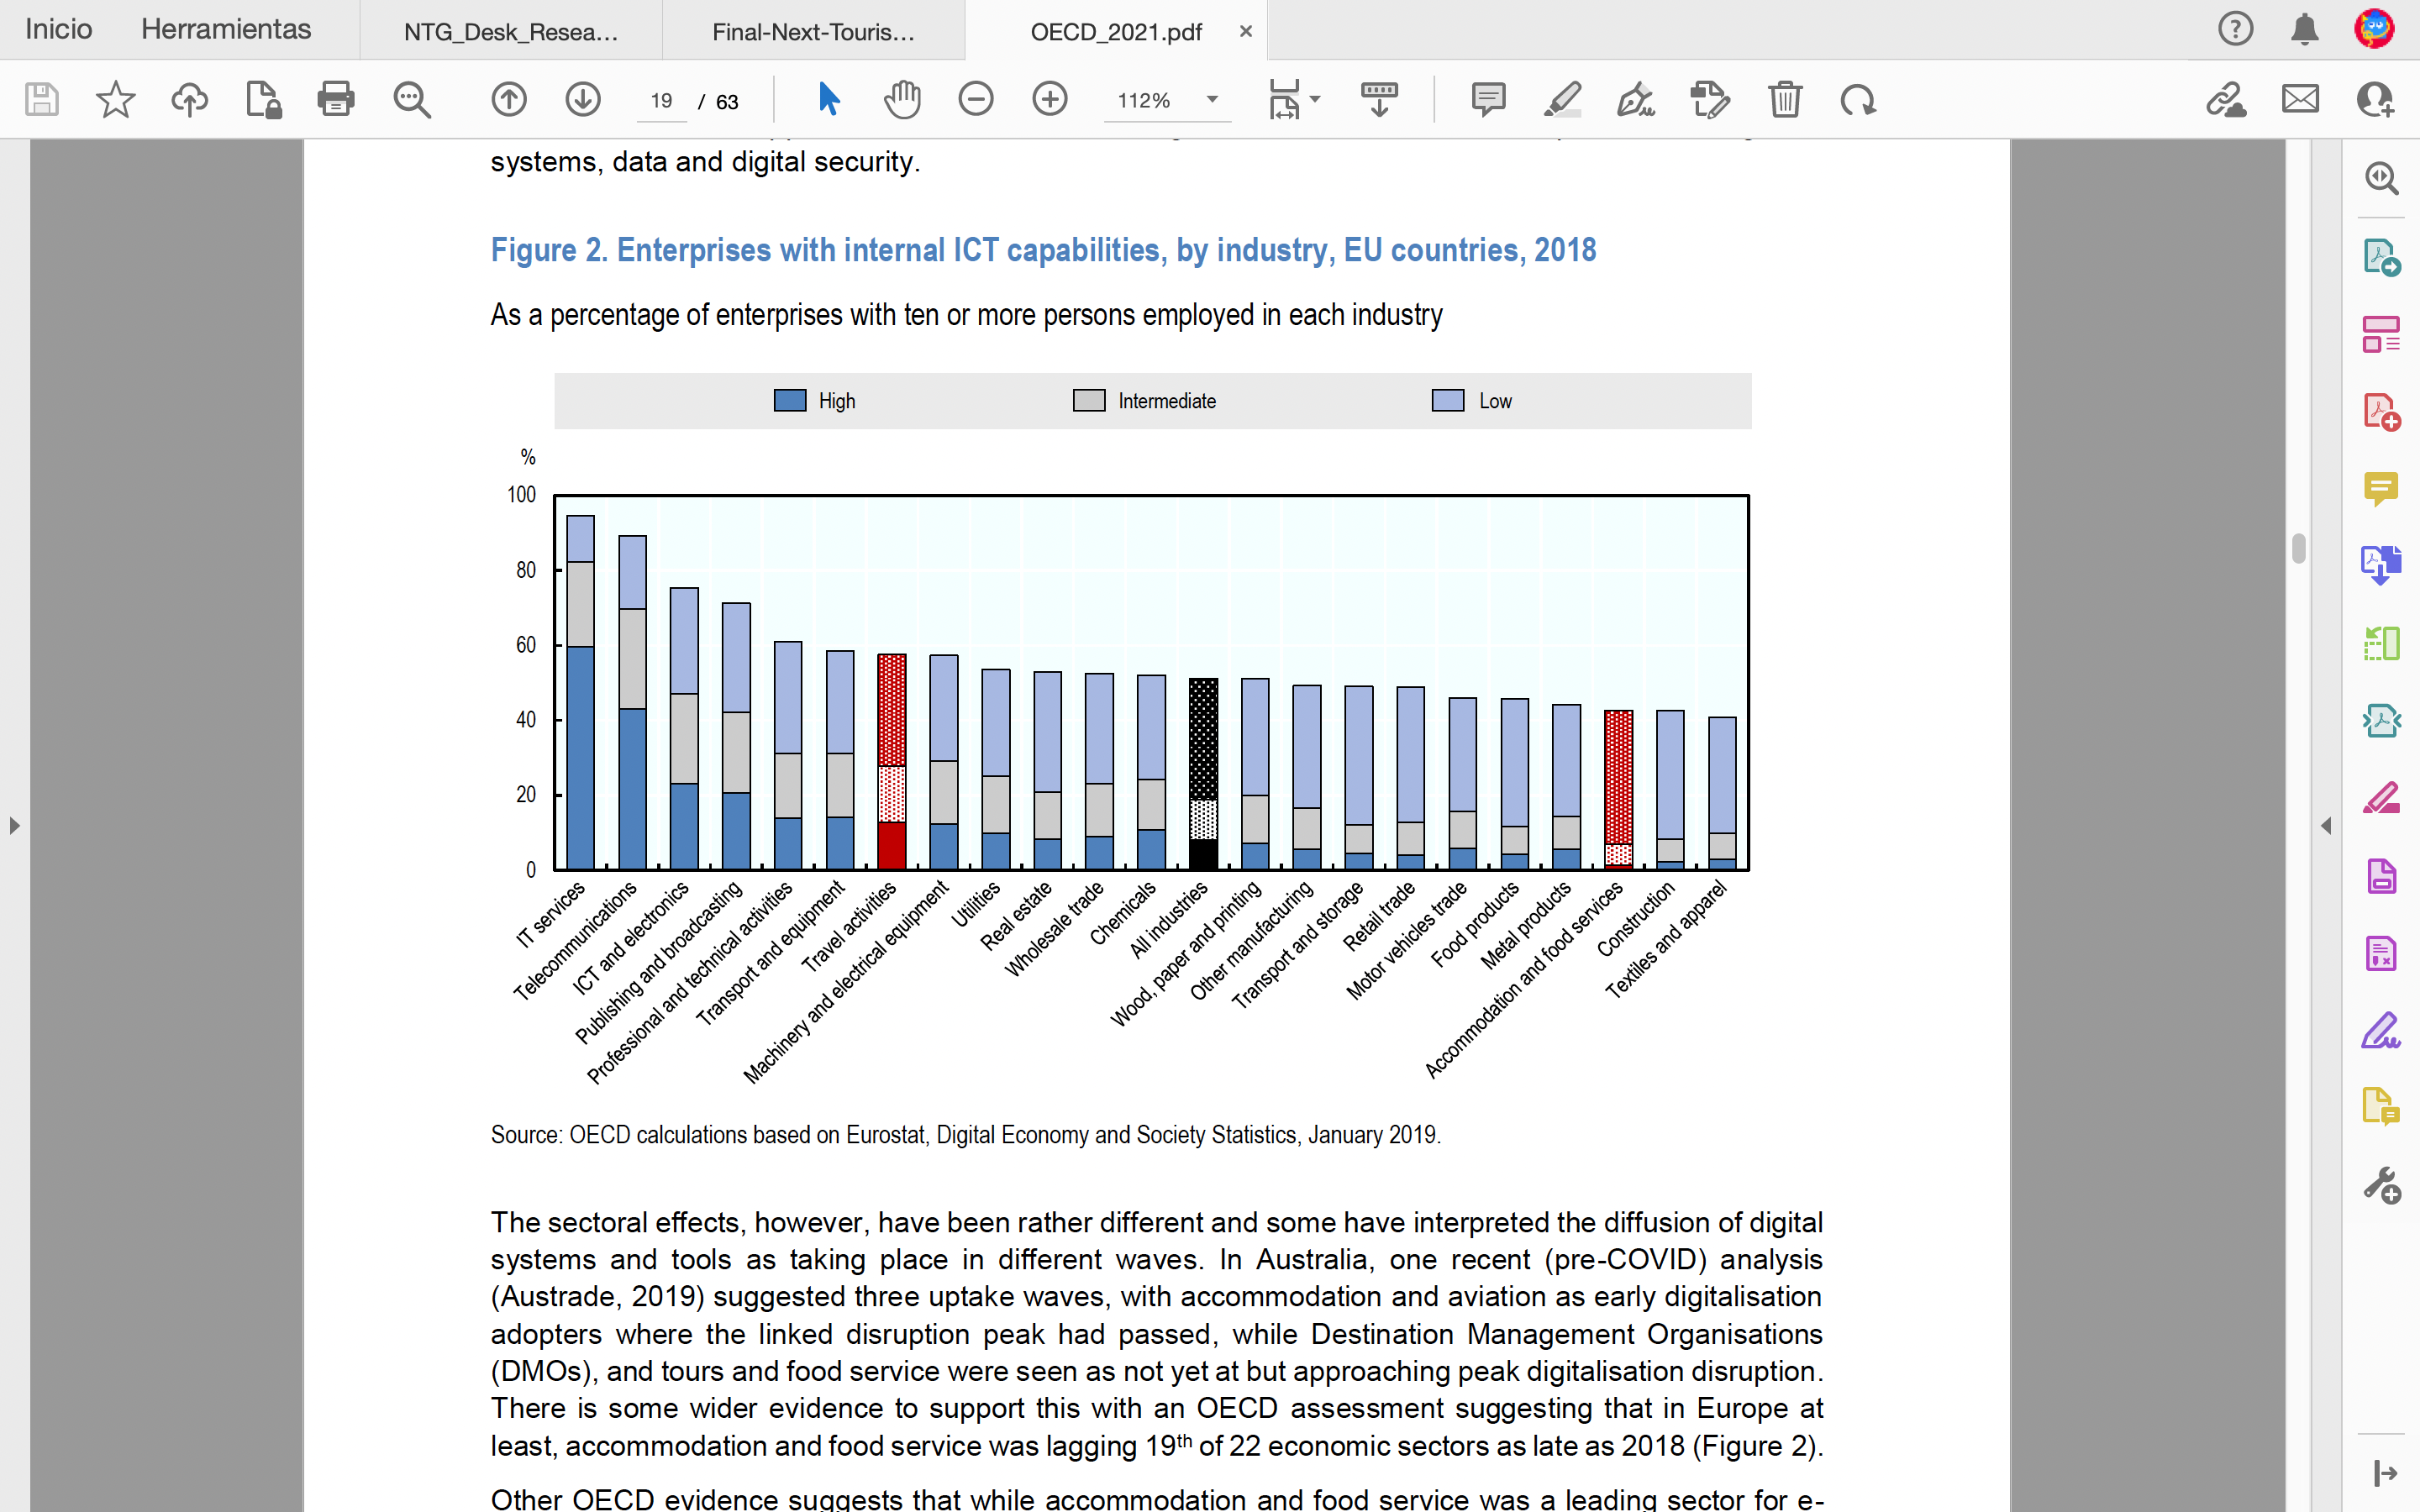 Inicio
Herramientas
NTG_Desk_Resea...
Final-Next-Touris...
OECD_2021.pdf
×
19 / 63
112%
systems, data and digital security.
Figure 2. Enterprises with internal ICT capabilities, by industry, EU countries, 2018
As a percentage of enterprises with ten or more persons employed in each industry
High
Intermediate
Low
%
100
80
60
40
20
0
IT services
Telecommunications
ICT and electronics
Publishing and broadcasting
Professional and technical activities
Transport and equipment
Travel activities
Machinery and electrical equipment
Utilities
Real estate
Wholesale trade
Chemicals
All industries
Wood, paper and printing
Other manufacturing
Transport and storage
Retail trade
Motor vehicles trade
Food products
Metal products
Accommodation and food services
Construction
Textiles and apparel
Source: OECD calculations based on Eurostat, Digital Economy and Society Statistics, January 2019.
The sectoral effects, however, have been rather different and some have interpreted the diffusion of digital
systems and tools as taking place in different waves. In Australia, one recent (pre-COVID) analysis
(Austrade, 2019) suggested three uptake waves, with accommodation and aviation as early digitalisation
adopters where the linked disruption peak had passed, while Destination Management Organisations
(DMOs), and tours and food service were seen as not yet at but approaching peak digitalisation disruption.
There is some wider evidence to support this with an OECD assessment suggesting that in Europe at
least, accommodation and food service was lagging 19th of 22 economic sectors as late as 2018 (Figure 2).
Other OECD evidence suggests that while accommodation and food service was a leading sector for e-